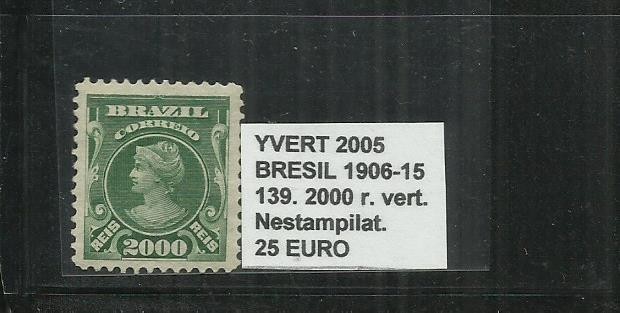 BRAZIL
CORREIO
REIS 2000 REIS
YVERT 2005
BRESIL 1906-15
139. 2000 r. vert.
Nestampilat.
25 EURO